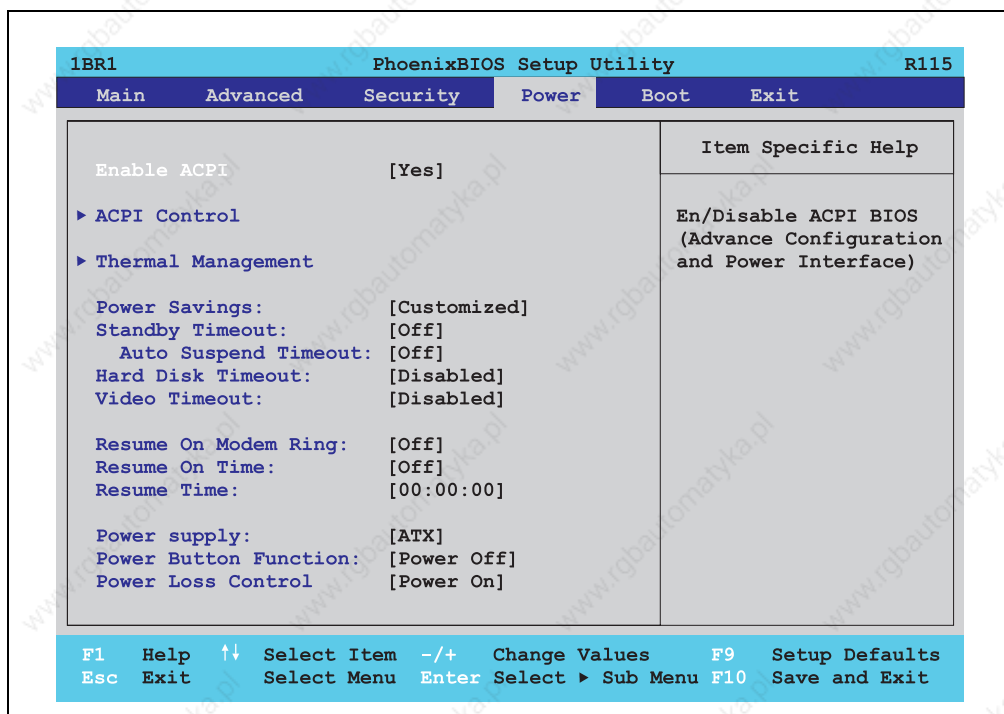 1BR1 PhoenixBIOS Setup Utility R115
Main Advanced Security Power Boot Exit
Item Specific Help
Enable ACPI [Yes]
▶ ACPI Control
▶ Thermal Management
En/Disable ACPI BIOS
(Advance Configuration
and Power Interface)
Power Savings: [Customized]
Standby Timeout: [Off]
Auto Suspend Timeout: [Off]
Hard Disk Timeout: [Disabled]
Video Timeout: [Disabled]
Resume On Modem Ring: [Off]
Resume On Time: [Off]
Resume Time: [00:00:00]
Power supply: [ATX]
Power Button Function: [Power Off]
Power Loss Control [Power On]
F1 Help ↑↓ Select Item -/+ Change Values F9 Setup Defaults
Esc Exit Select Menu Enter Select ▶ Sub Menu F10 Save and Exit
www.rgbautomatyka.pl